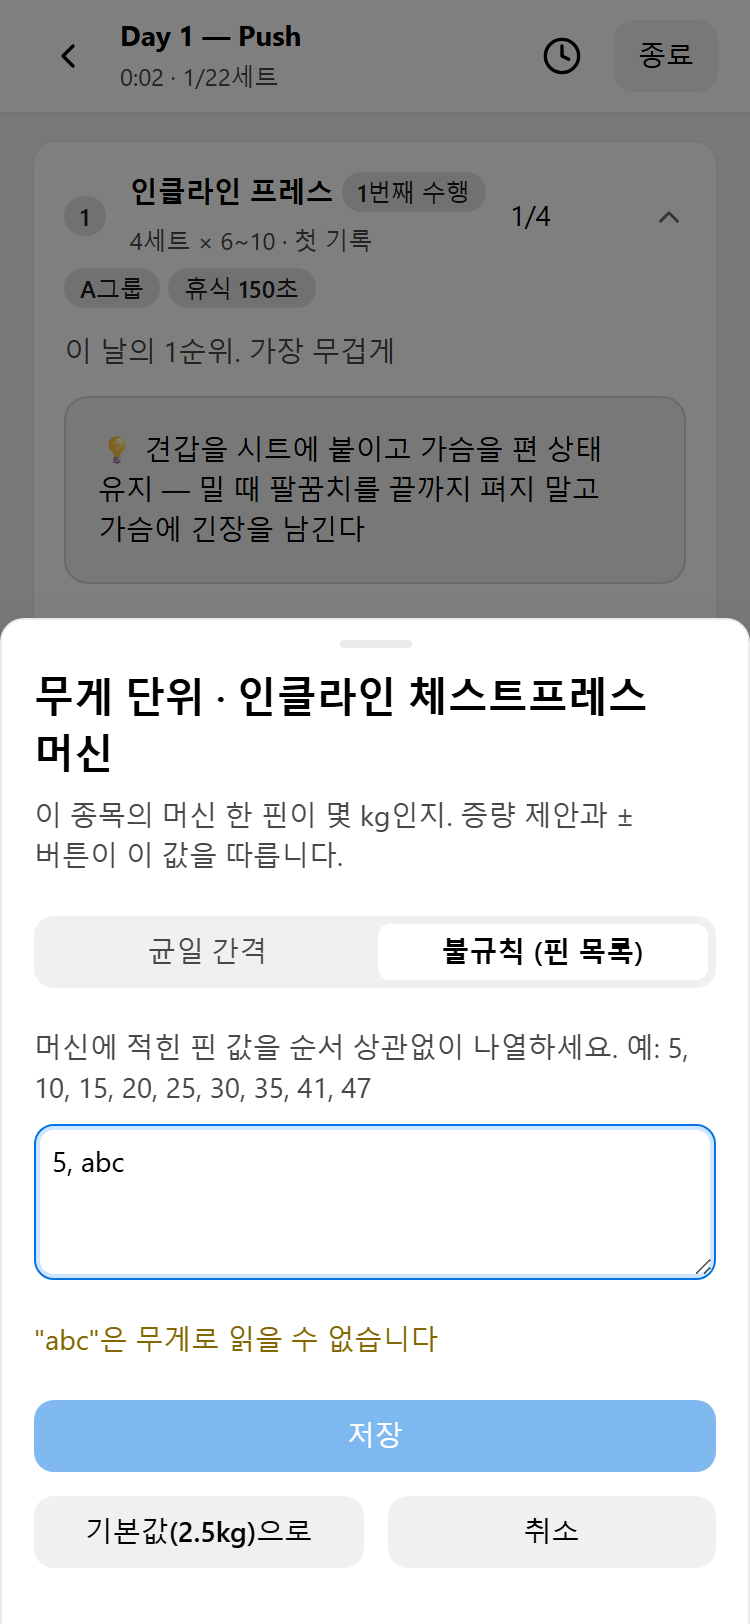 Day 1 — Push
0:02 · 1/22세트
종료
1
인클라인 프레스
1번째 수행
4세트 × 6~10 · 첫 기록
1/4
A그룹
휴식 150초
이 날의 1순위. 가장 무겁게
💡 견갑을 시트에 붙이고 가슴을 편 상태
유지 — 밀 때 팔꿈치를 끝까지 펴지 말고
가슴에 긴장을 남긴다
무게 단위 · 인클라인 체스트프레스
머신
이 종목의 머신 한 핀이 몇 kg인지. 증량 제안과 ±
버튼이 이 값을 따릅니다.
균일 간격
불규칙 (핀 목록)
머신에 적힌 핀 값을 순서 상관없이 나열하세요. 예: 5,
10, 15, 20, 25, 30, 35, 41, 47
5, abc
"abc"은 무게로 읽을 수 없습니다
저장
기본값(2.5kg)으로
취소